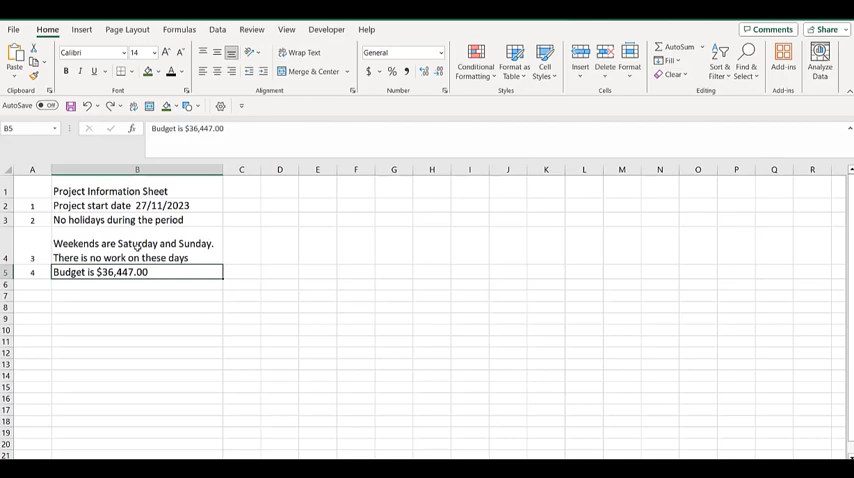 File Home Insert Page Layout Formulas Data Review View Developer Help Comments Share
Calibri 14 General
Paste B I U Wrap Text Merge & Center $ % Conditional Formatting Format as Table Cell Styles Insert Delete Format AutoSum Fill Clear Sort & Filter Find & Select Add-ins Analyze Data
Clipboard Font Alignment Number Styles Cells Editing Add-ins
AutoSave Off
B5 fx Budget is $36,447.00
A B C D E F G H I J K L M N O P Q R
1 Project Information Sheet
2 1 Project start date 27/11/2023
3 2 No holidays during the period
Weekends are Saturday and Sunday.
4 3 There is no work on these days
5 4 Budget is $36,447.00
6
7
8
9
10
11
12
13
14
15
16
17
18
19
20
21